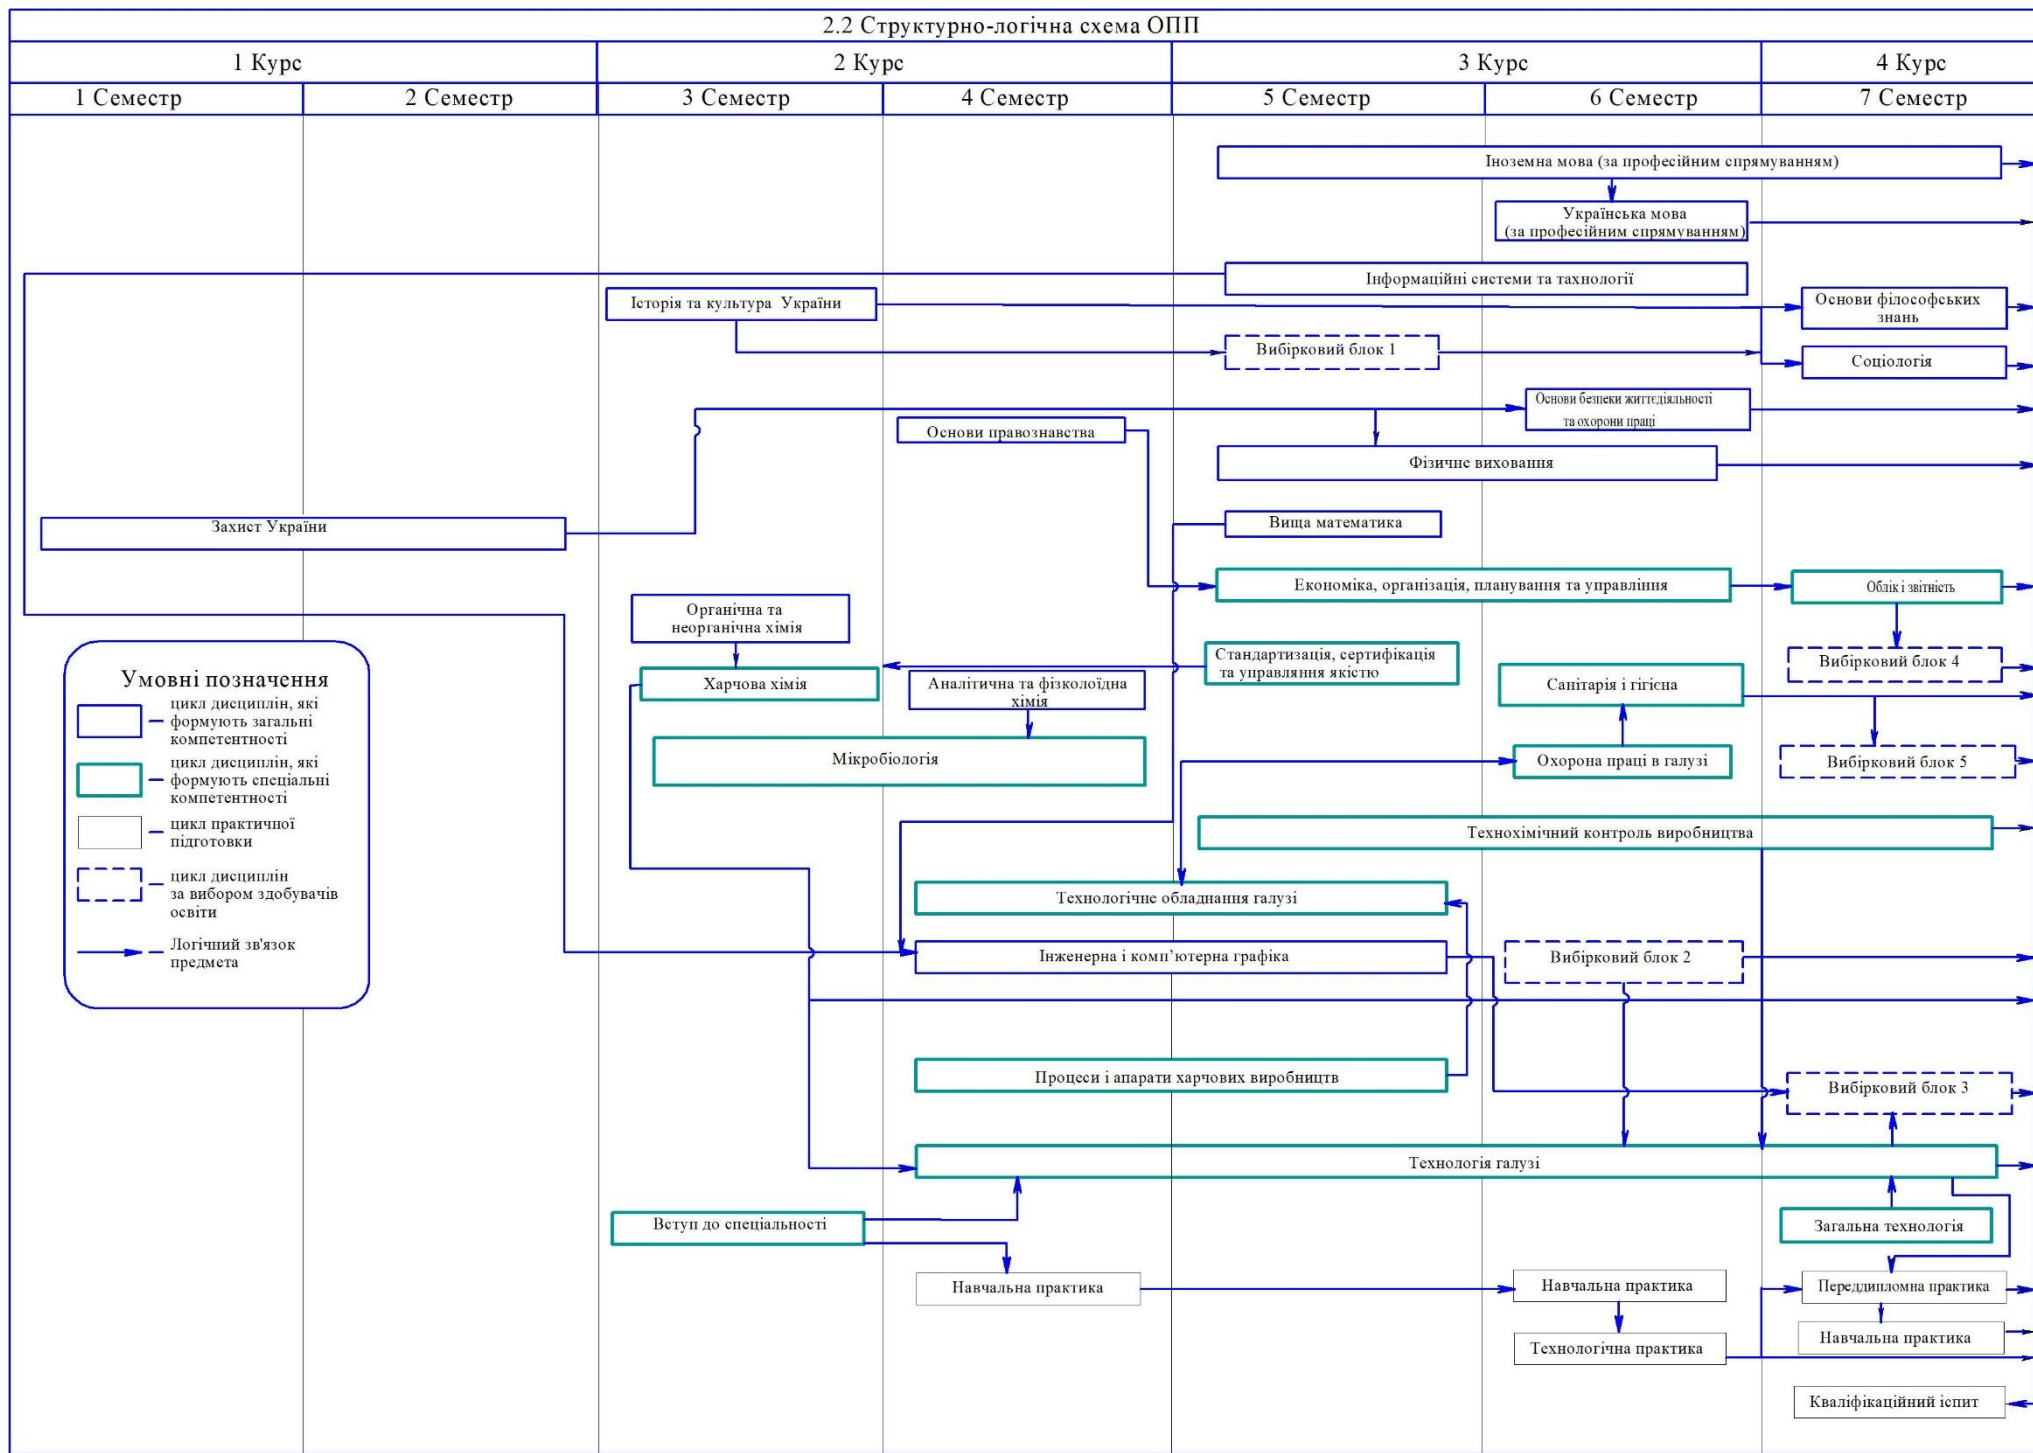 2.2 Структурно-логічна схема ОПП
1 Курс
2 Курс
3 Курс
4 Курс
1 Семестр
2 Семестр
3 Семестр
4 Семестр
5 Семестр
6 Семестр
7 Семестр
Іноземна мова (за професійним спрямуванням)
Українська мова
(за професійним спрямуванням)
Інформаційні системи та тахнології
Історія та культура України
Основи філософських
знань
Вибірковий блок 1
Соціологія
Основи безпеки життєдіяльності
та охорони праці
Основи правознавства
Фізичне виховання
Захист України
Вища математика
Економіка, організація, планування та управління
Облік і звітність
Органічна та
неорганічна хімія
Стандартизація, сертифікація
та управління якістю
Вибірковий блок 4
Харчова хімія
Аналітична та фізколоїдна
хімія
Санітарія і гігієна
Мікробіологія
Охорона праці в галузі
Вибірковий блок 5
Умовні позначення
цикл дисциплін, які
формують загальні
компетентності
цикл дисциплін, які
формують спеціальні
компетентності
цикл практичної
підготовки
цикл дисциплін
за вибором здобувачів
освіти
Логічний зв'язок
предмета
Технохімічний контроль виробництва
Технологічне обладнання галузі
Інженерна і комп’ютерна графіка
Вибірковий блок 2
Процеси і апарати харчових виробництв
Вибірковий блок 3
Технологія галузі
Вступ до спеціальності
Загальна технологія
Навчальна практика
Навчальна практика
Переддипломна практика
Технологічна практика
Навчальна практика
Кваліфікаційний іспит